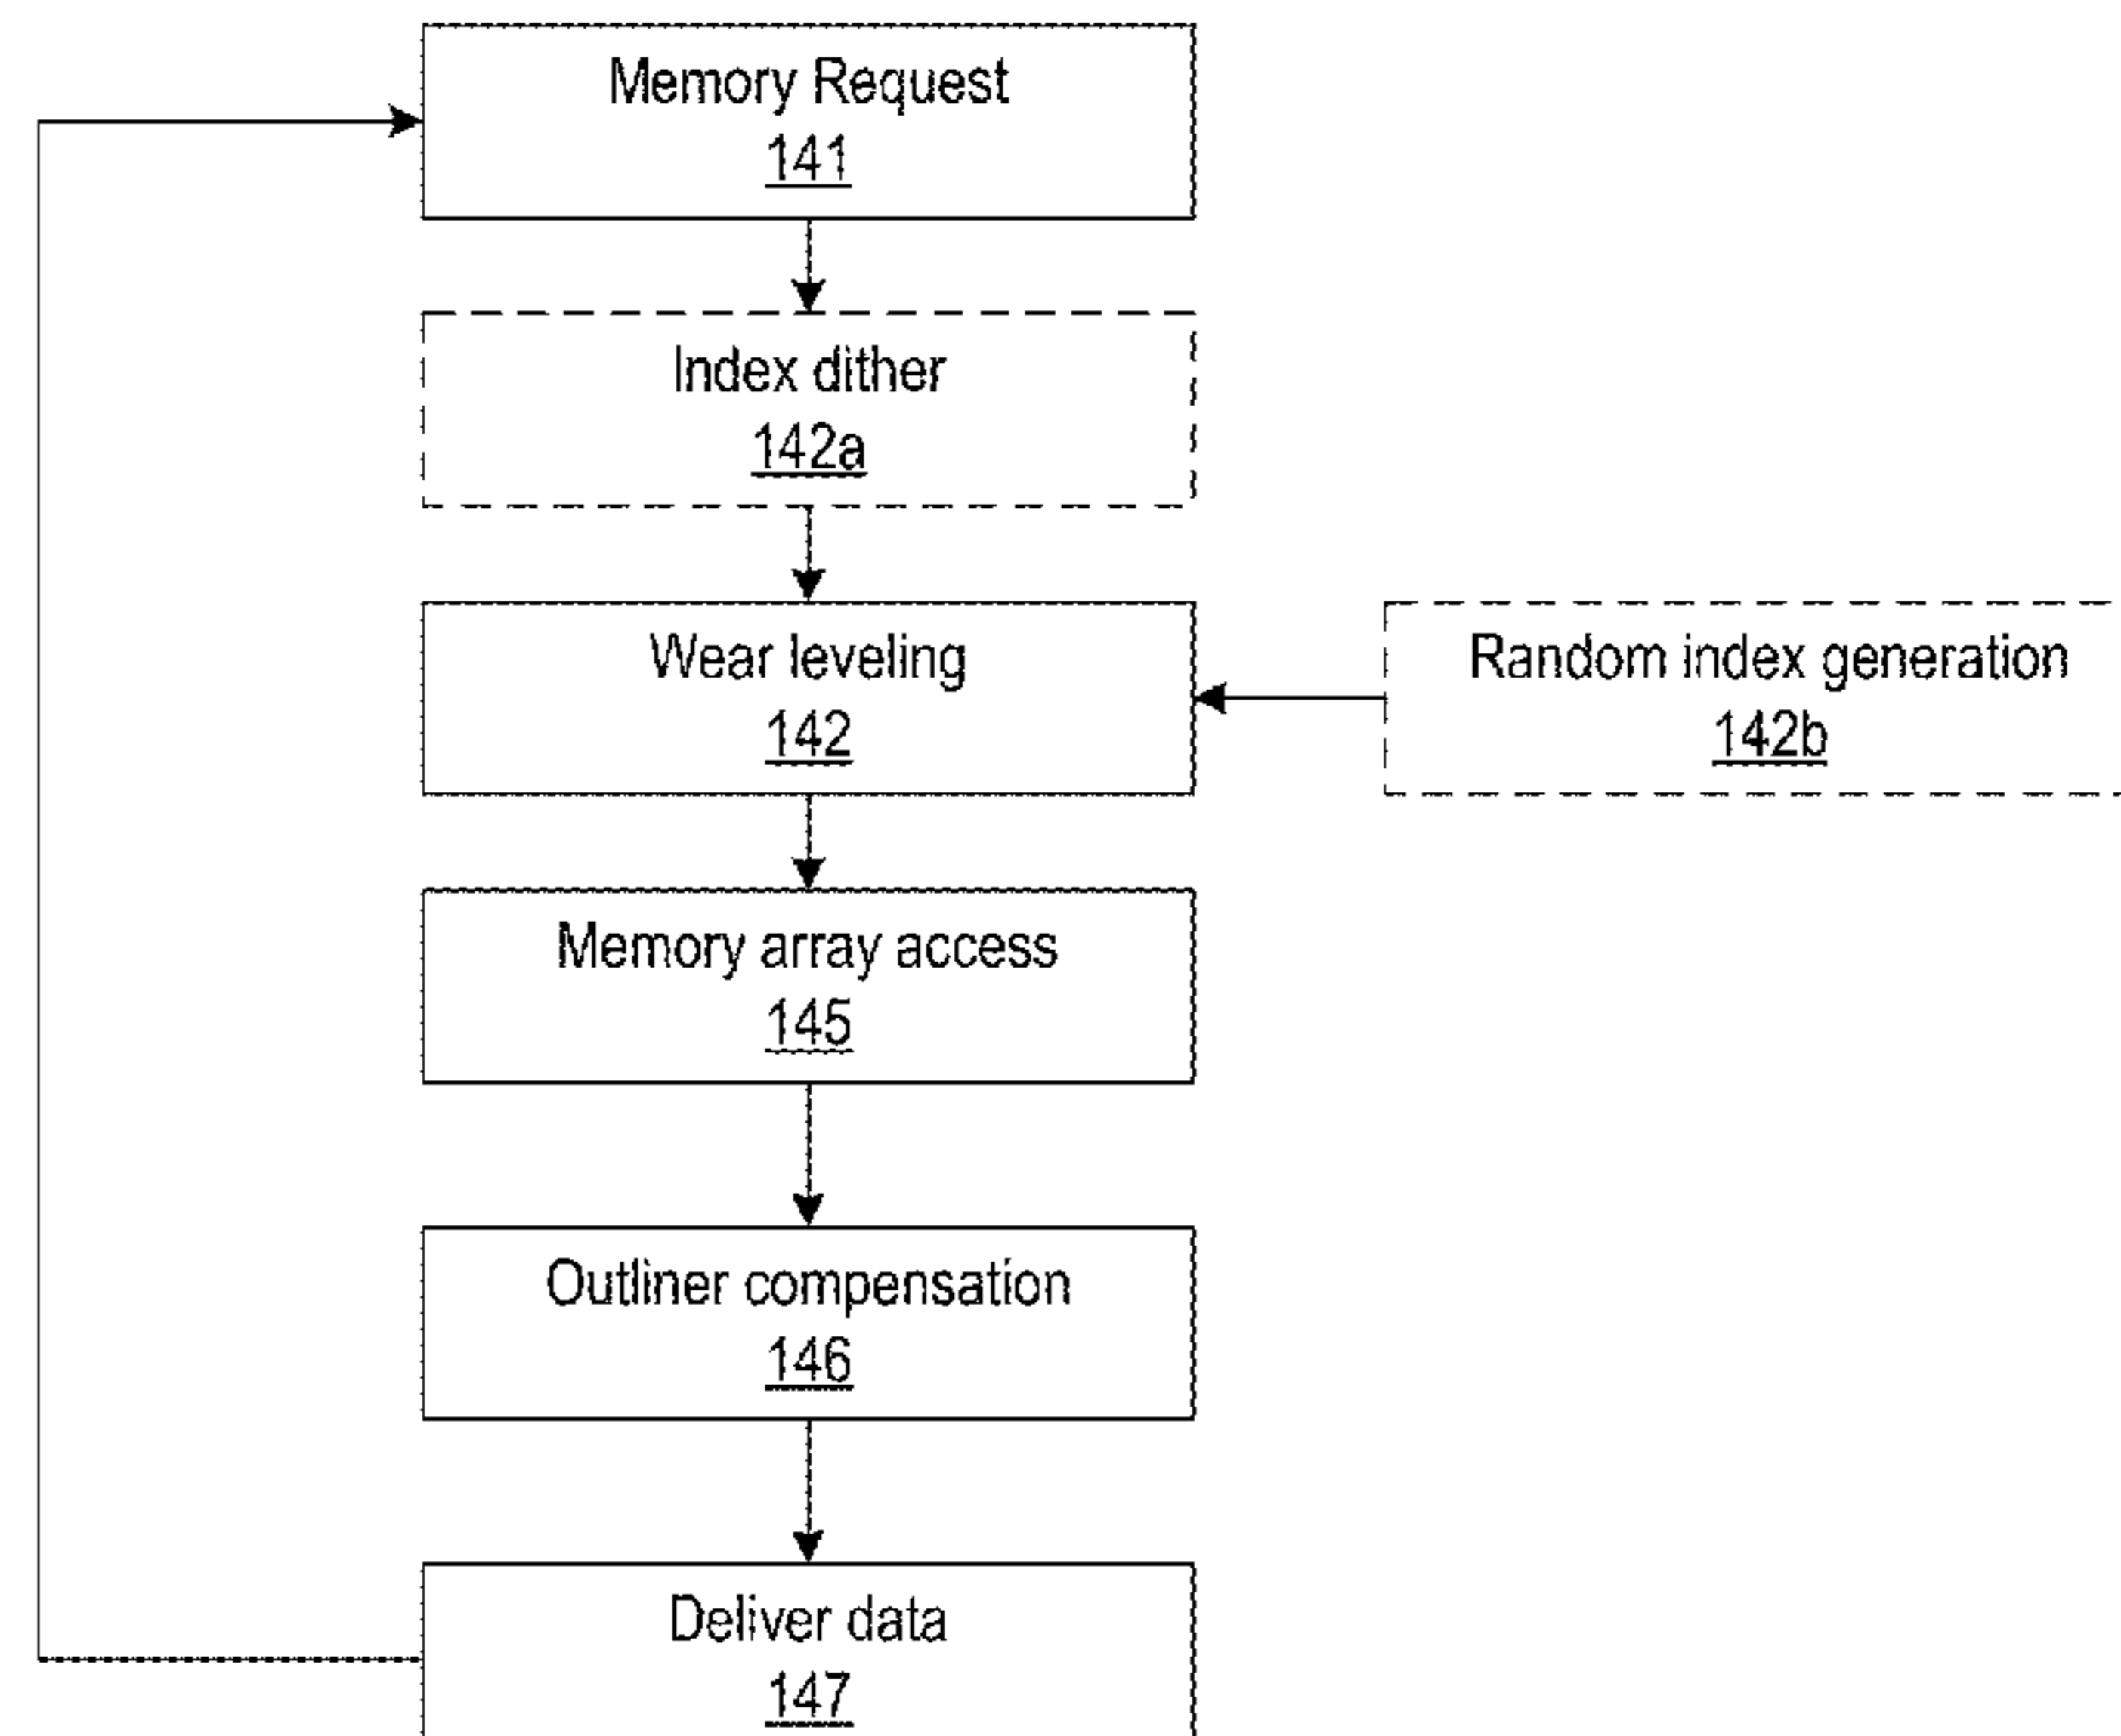 Memory Request
141
Index dither
142a
Wear leveling
142
Random index generation
142b
Memory array access
145
Outliner compensation
146
Deliver data
147